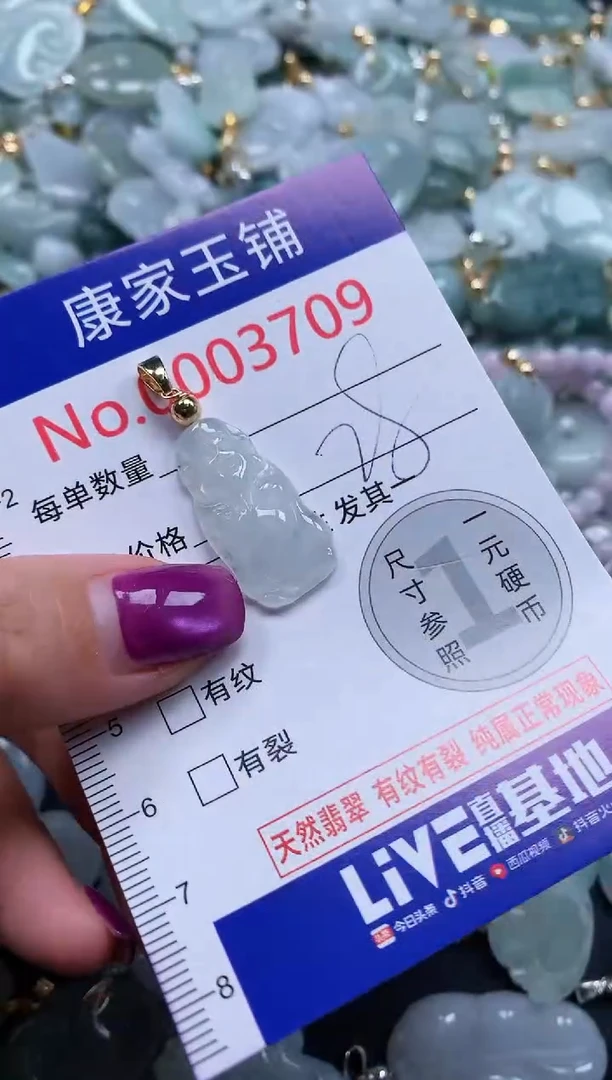 康家玉铺
No.0003709
每单数量
28
价格
发其一
尺寸参照
1
一元硬币
有纹
有裂
天然翡翠 有纹有裂 纯属正常现象
LiVE直播基地
今日头条 抖音 西瓜视频 抖音火
5
6
7
8